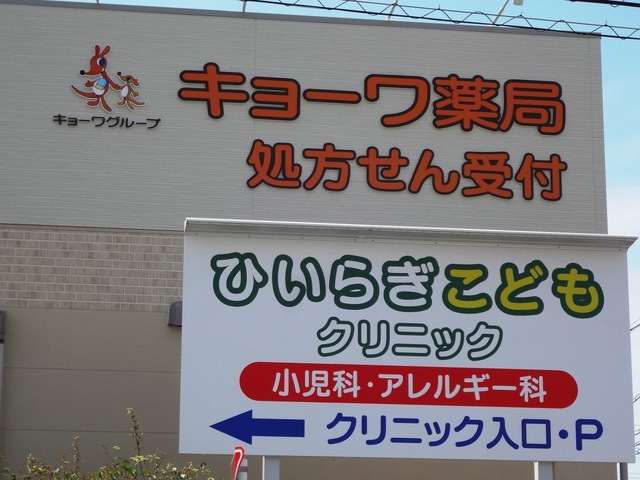 キョーワ薬局
キョーワグループ
処方せん受付
ひいらぎこども
クリニック
小児科・アレルギー科
クリニック入口・P